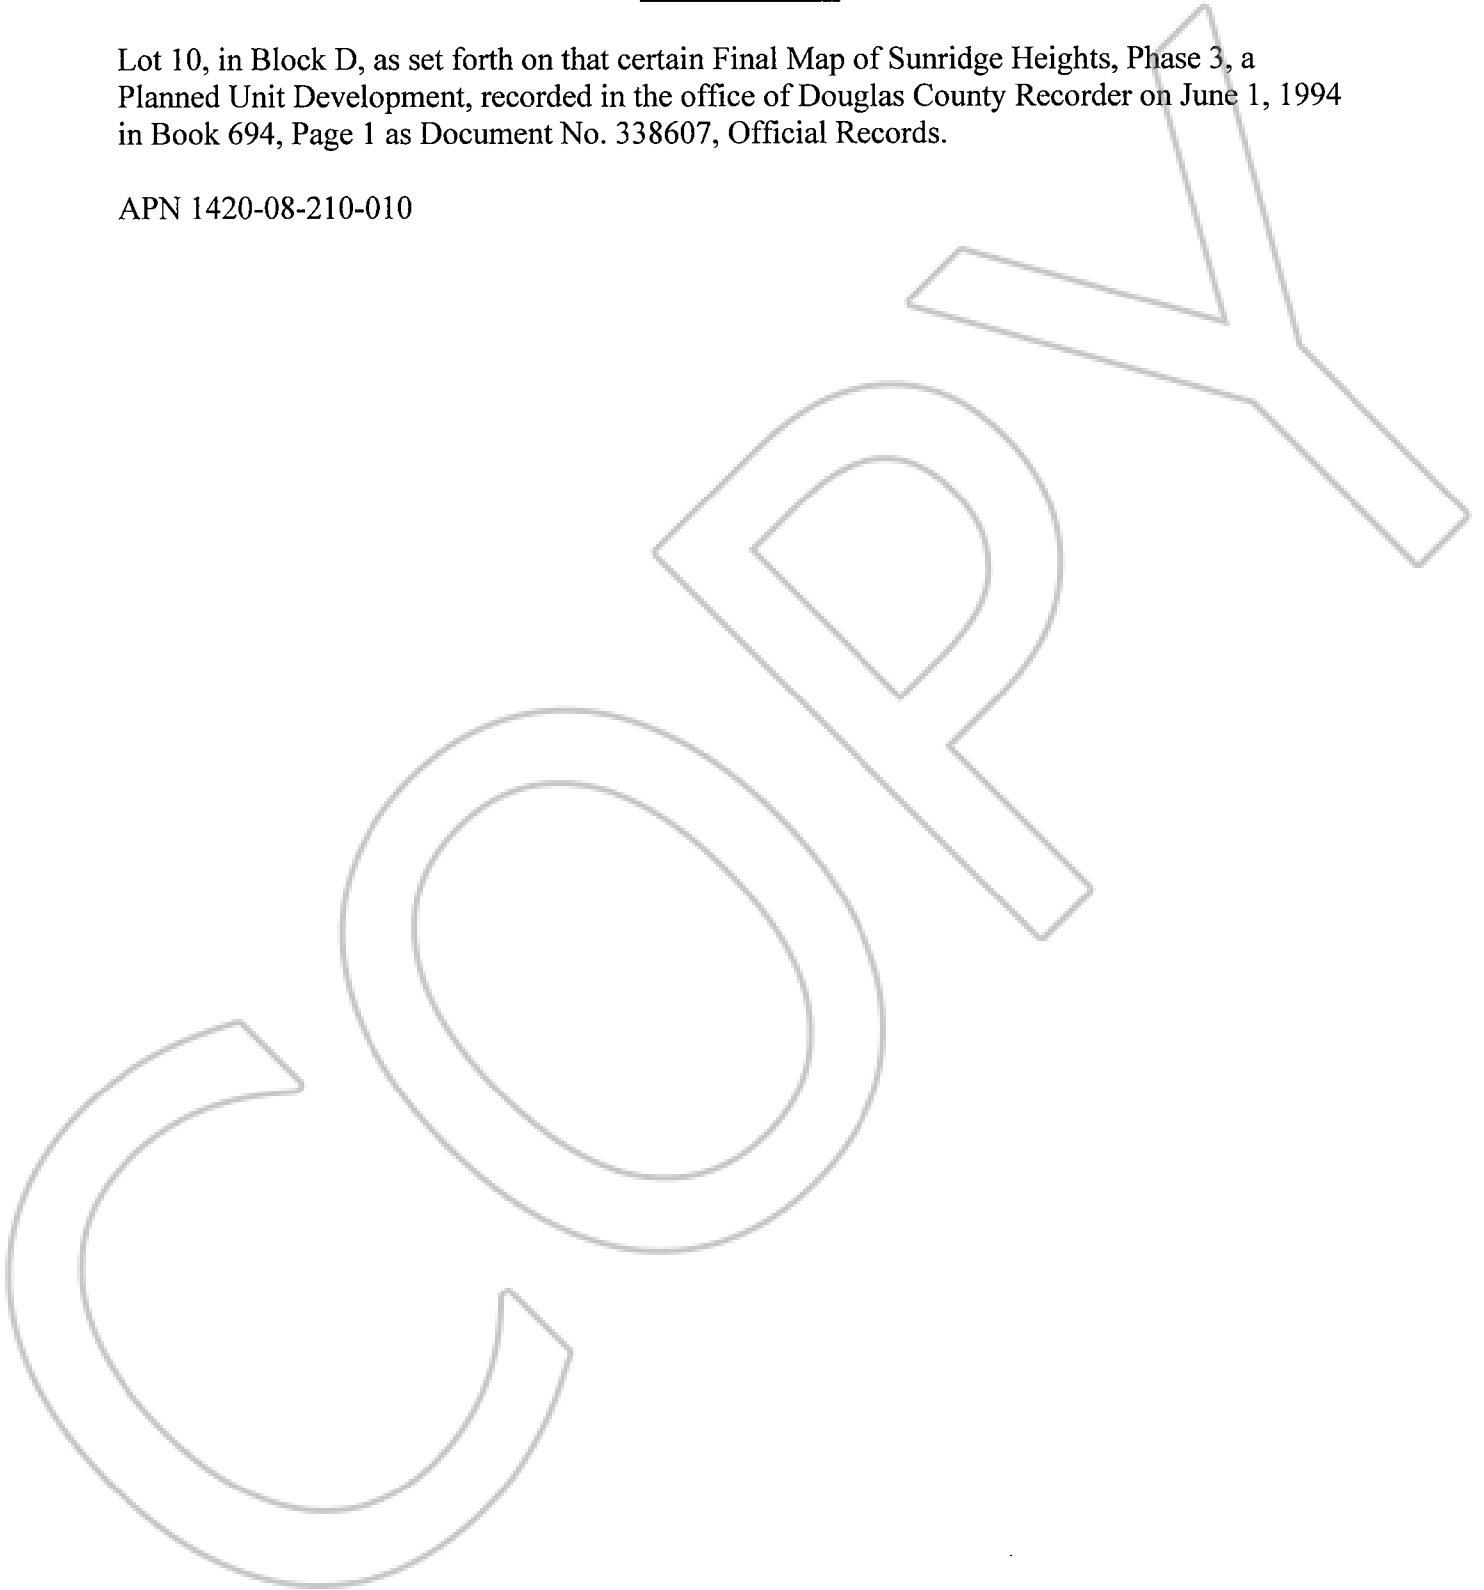 Lot 10, in Block D, as set forth on that certain Final Map of Sunridge Heights, Phase 3, a
Planned Unit Development, recorded in the office of Douglas County Recorder on June 1, 1994
in Book 694, Page 1 as Document No. 338607, Official Records.
APN 1420-08-210-010
COPY